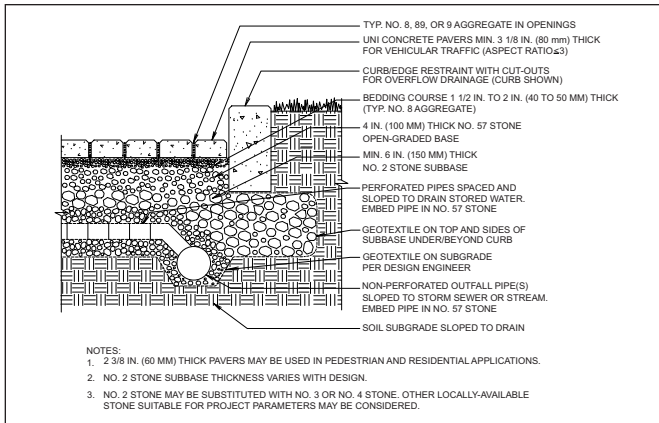 TYP. NO. 8, 89, OR 9 AGGREGATE IN OPENINGS
UNI CONCRETE PAVERS MIN. 3 1/8 IN. (80 mm) THICK
FOR VEHICULAR TRAFFIC (ASPECT RATIO≤3)
CURB/EDGE RESTRAINT WITH CUT-OUTS
FOR OVERFLOW DRAINAGE (CURB SHOWN)
BEDDING COURSE 1 1/2 IN. TO 2 IN. (40 TO 50 MM) THICK
(TYP. NO. 8 AGGREGATE)
4 IN. (100 MM) THICK NO. 57 STONE
OPEN-GRADED BASE
MIN. 6 IN. (150 MM) THICK
NO. 2 STONE SUBBASE
PERFORATED PIPES SPACED AND
SLOPED TO DRAIN STORED WATER.
EMBED PIPE IN NO. 57 STONE
GEOTEXTILE ON TOP AND SIDES OF
SUBBASE UNDER/BEYOND CURB
GEOTEXTILE ON SUBGRADE
PER DESIGN ENGINEER
NON-PERFORATED OUTFALL PIPE(S)
SLOPED TO STORM SEWER OR STREAM.
EMBED PIPE IN NO. 57 STONE
SOIL SUBGRADE SLOPED TO DRAIN
NOTES:
1. 2 3/8 IN. (60 MM) THICK PAVERS MAY BE USED IN PEDESTRIAN AND RESIDENTIAL APPLICATIONS.
2. NO. 2 STONE SUBBASE THICKNESS VARIES WITH DESIGN.
3. NO. 2 STONE MAY BE SUBSTITUTED WITH NO. 3 OR NO. 4 STONE. OTHER LOCALLY-AVAILABLE
STONE SUITABLE FOR PROJECT PARAMETERS MAY BE CONSIDERED.